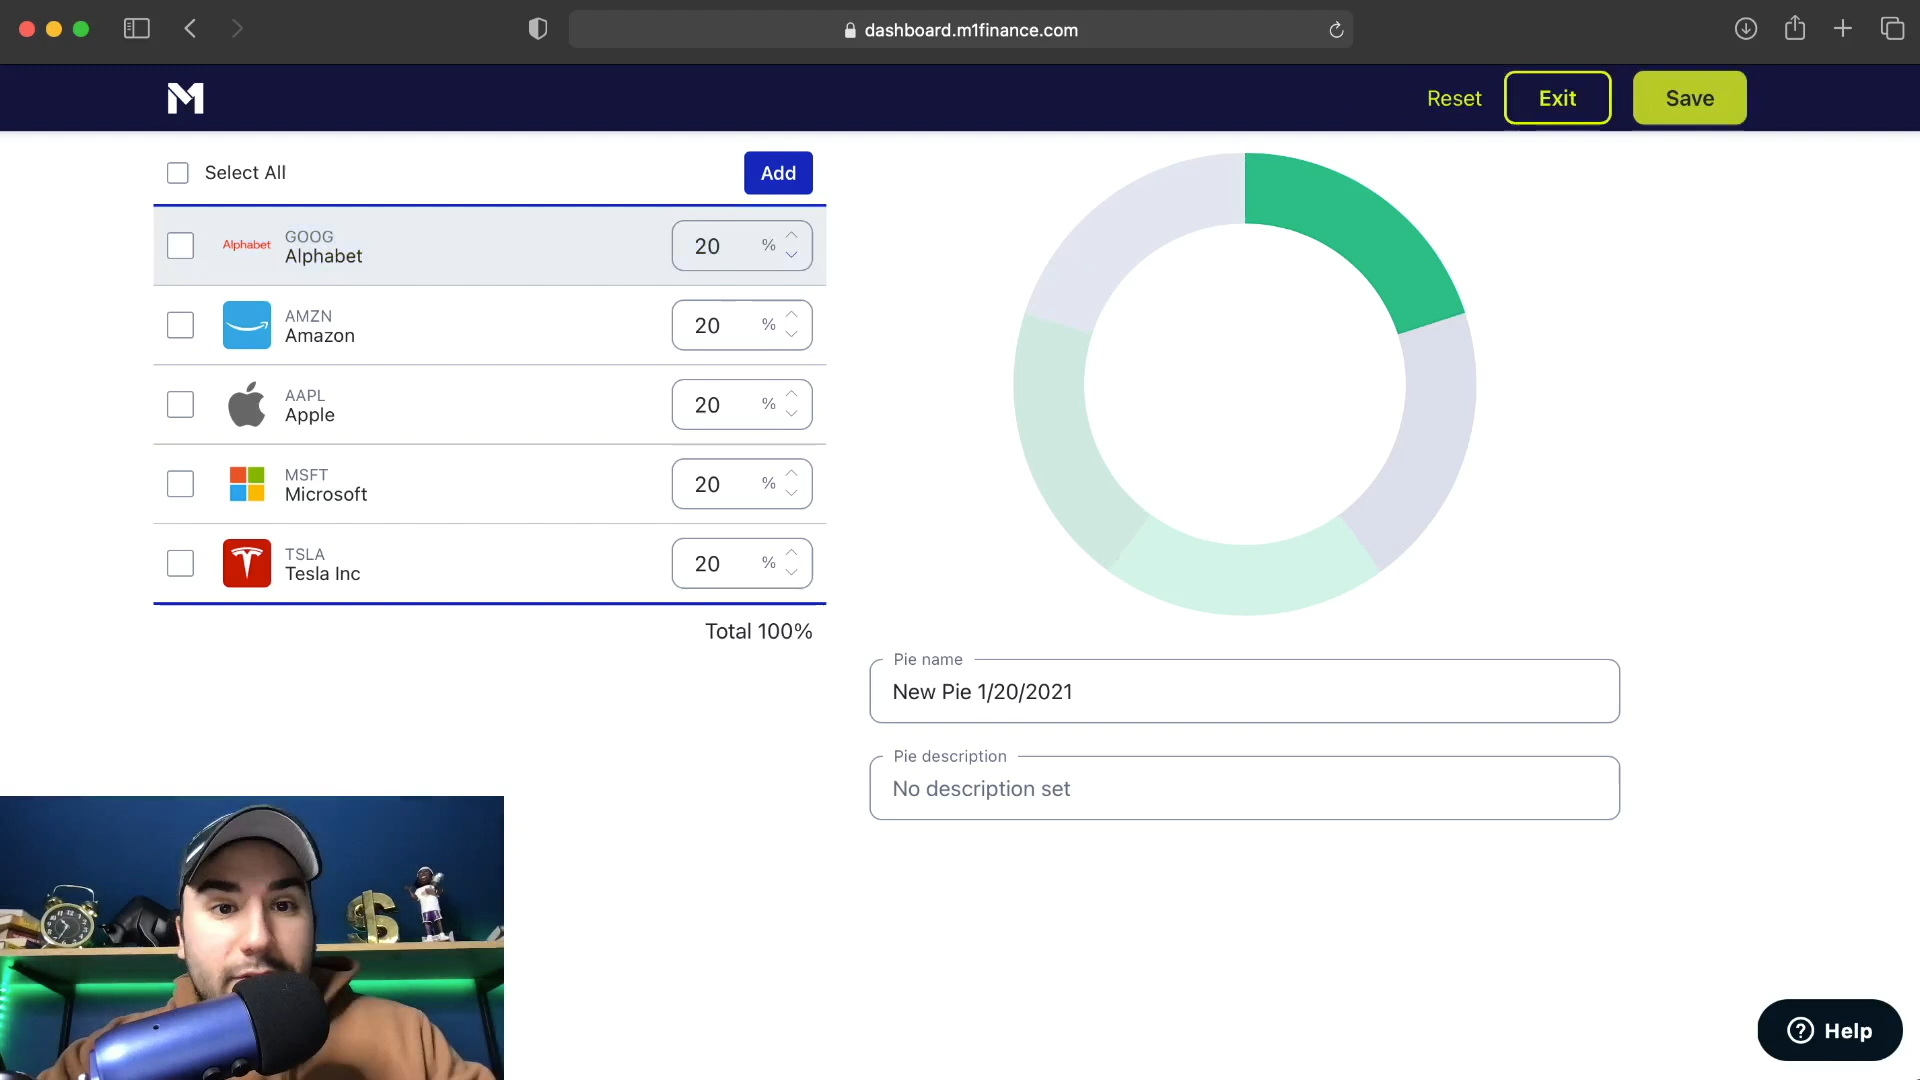 dashboard.m1finance.com
M
Reset
Exit
Save
Select All
Add
Alphabet
GOOG
Alphabet
20 %
AMZN
Amazon
20 %
AAPL
Apple
20 %
MSFT
Microsoft
20 %
TSLA
Tesla Inc
20 %
Total 100%
Pie name
New Pie 1/20/2021
Pie description
No description set
? Help